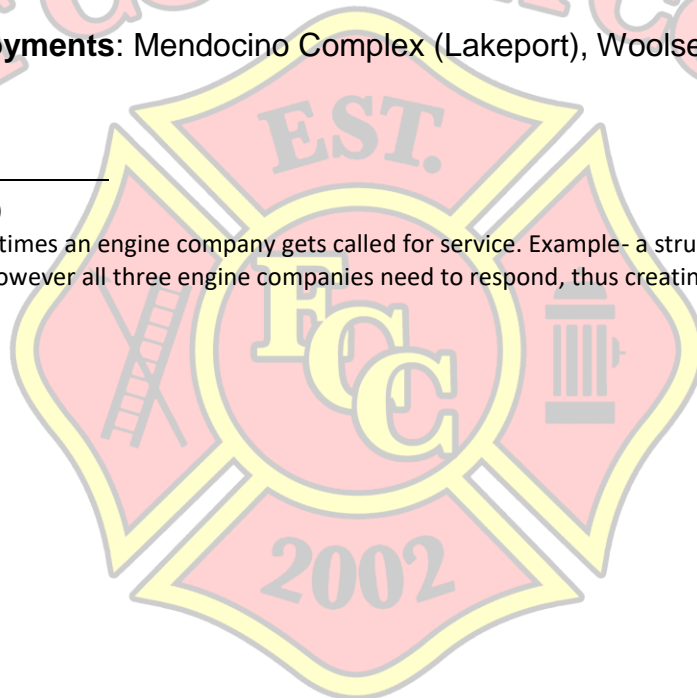 yments: Mendocino Complex (Lakeport), Woolse
EST.
)
times an engine company gets called for service. Example- a stru
owever all three engine companies need to respond, thus creatin
FCC
2002